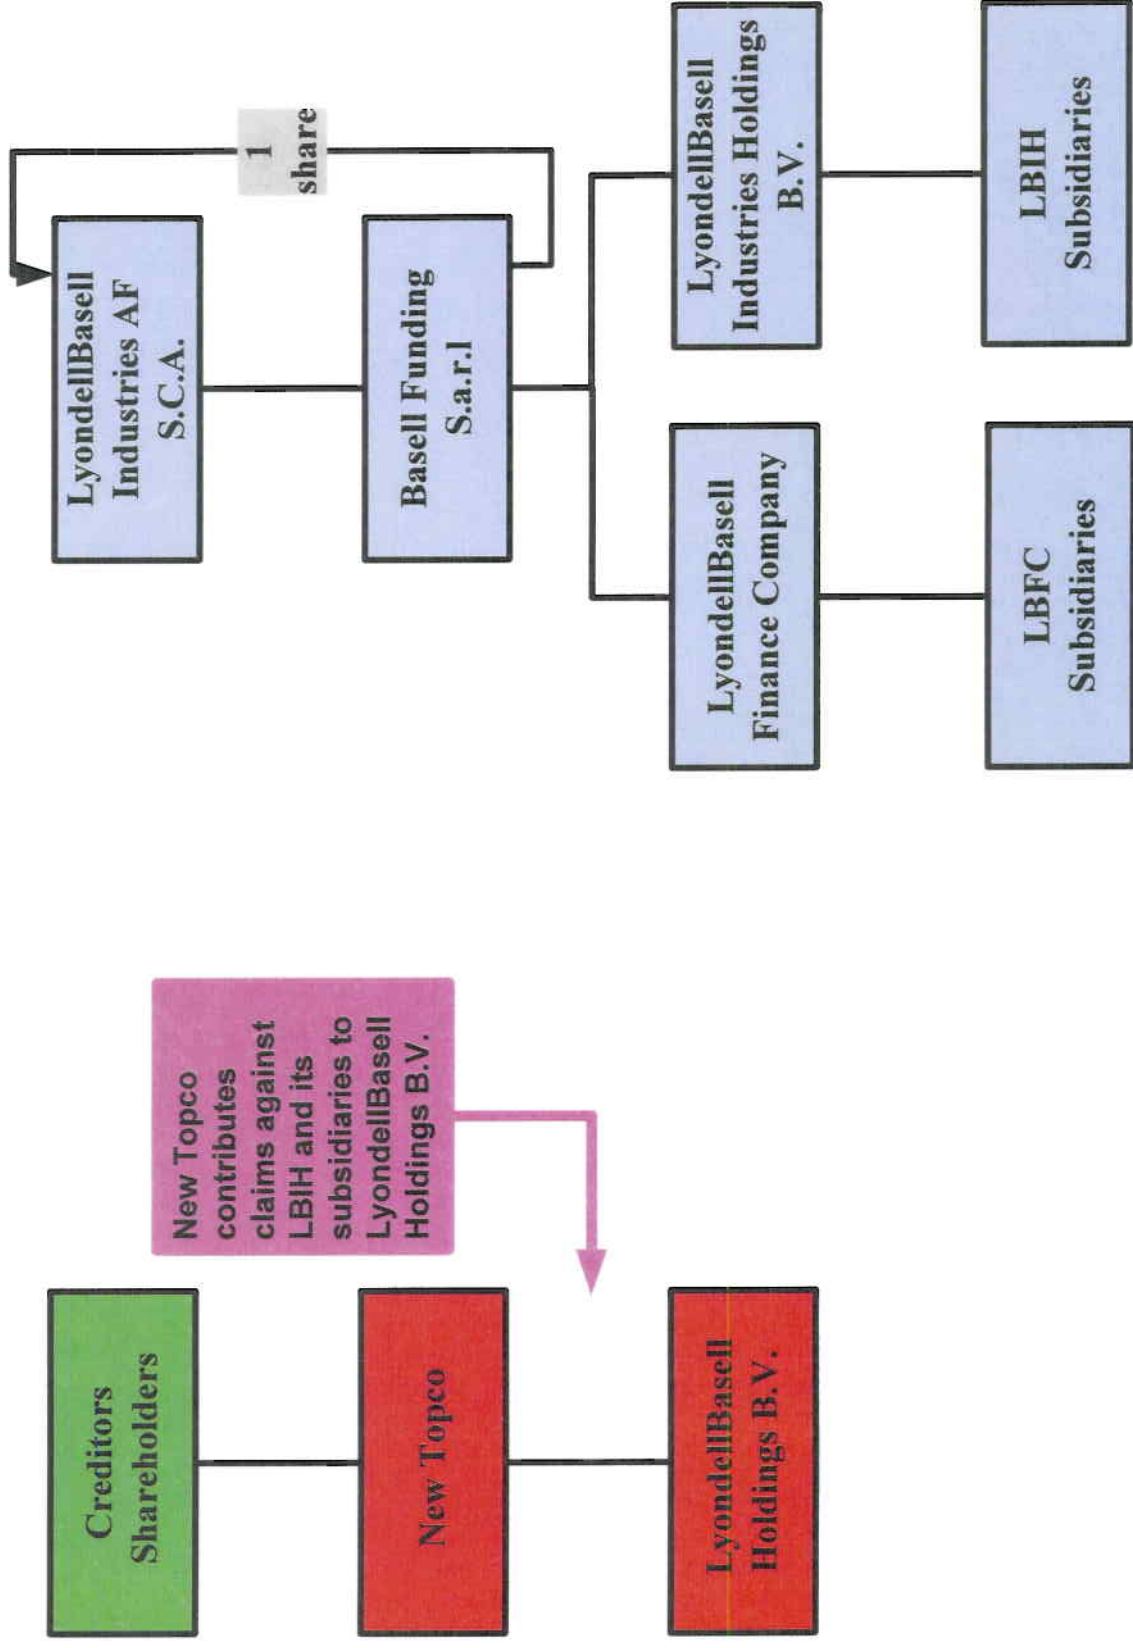 Creditors
Shareholders
New Topco
LyondellBasell
Holdings B.V.
New Topco
contributes
claims against
LBIH and its
subsidiaries to
LyondellBasell
Holdings B.V.
LyondellBasell
Industries AF
S.C.A.
1
share
Basell Funding
S.a.r.l
LyondellBasell
Finance Company
LyondellBasell
Industries Holdings
B.V.
LBFC
Subsidiaries
LBIH
Subsidiaries